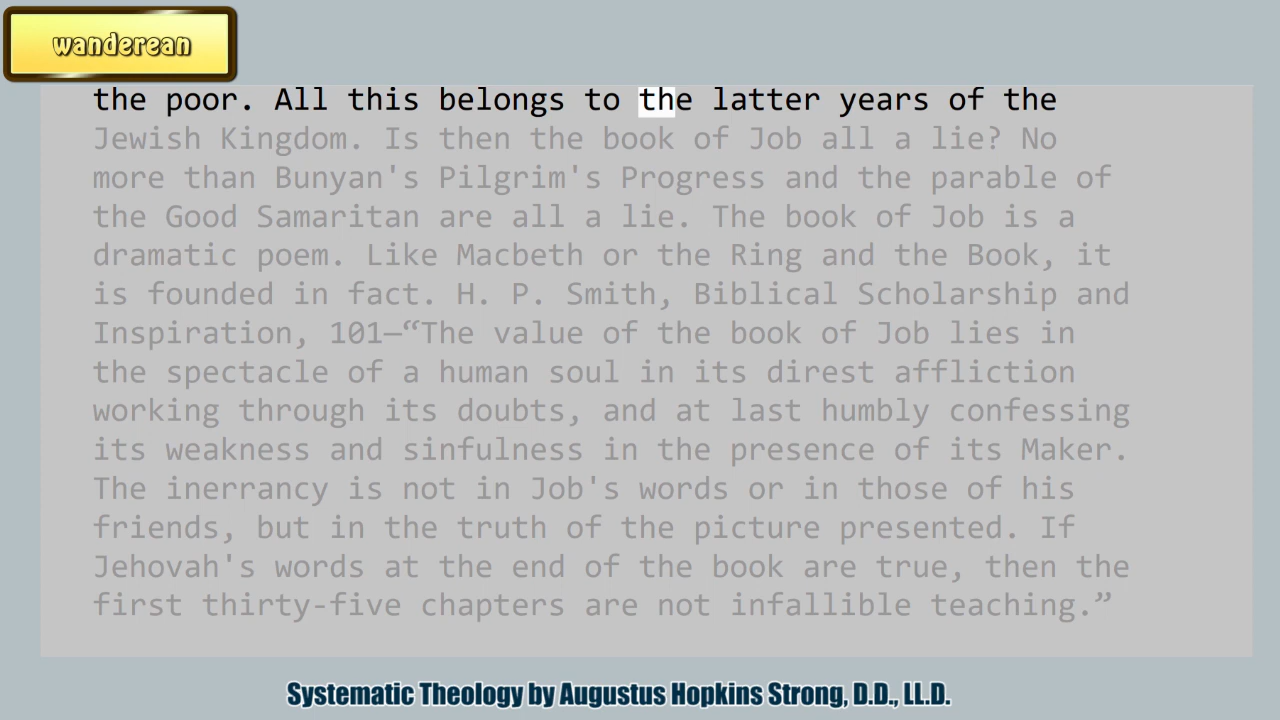 wanderean
the poor. All this belongs to the latter years of the
Jewish Kingdom. Is then the book of Job all a lie? No
more than Bunyan's Pilgrim's Progress and the parable of
the Good Samaritan are all a lie. The book of Job is a
dramatic poem. Like Macbeth or the Ring and the Book, it
is founded in fact. H. P. Smith, Biblical Scholarship and
Inspiration, 101—“The value of the book of Job lies in
the spectacle of a human soul in its direst affliction
working through its doubts, and at last humbly confessing
its weakness and sinfulness in the presence of its Maker.
The inerrancy is not in Job's words or in those of his
friends, but in the truth of the picture presented. If
Jehovah's words at the end of the book are true, then the
first thirty-five chapters are not infallible teaching.”
Systematic Theology by Augustus Hopkins Strong, D.D., LL.D.